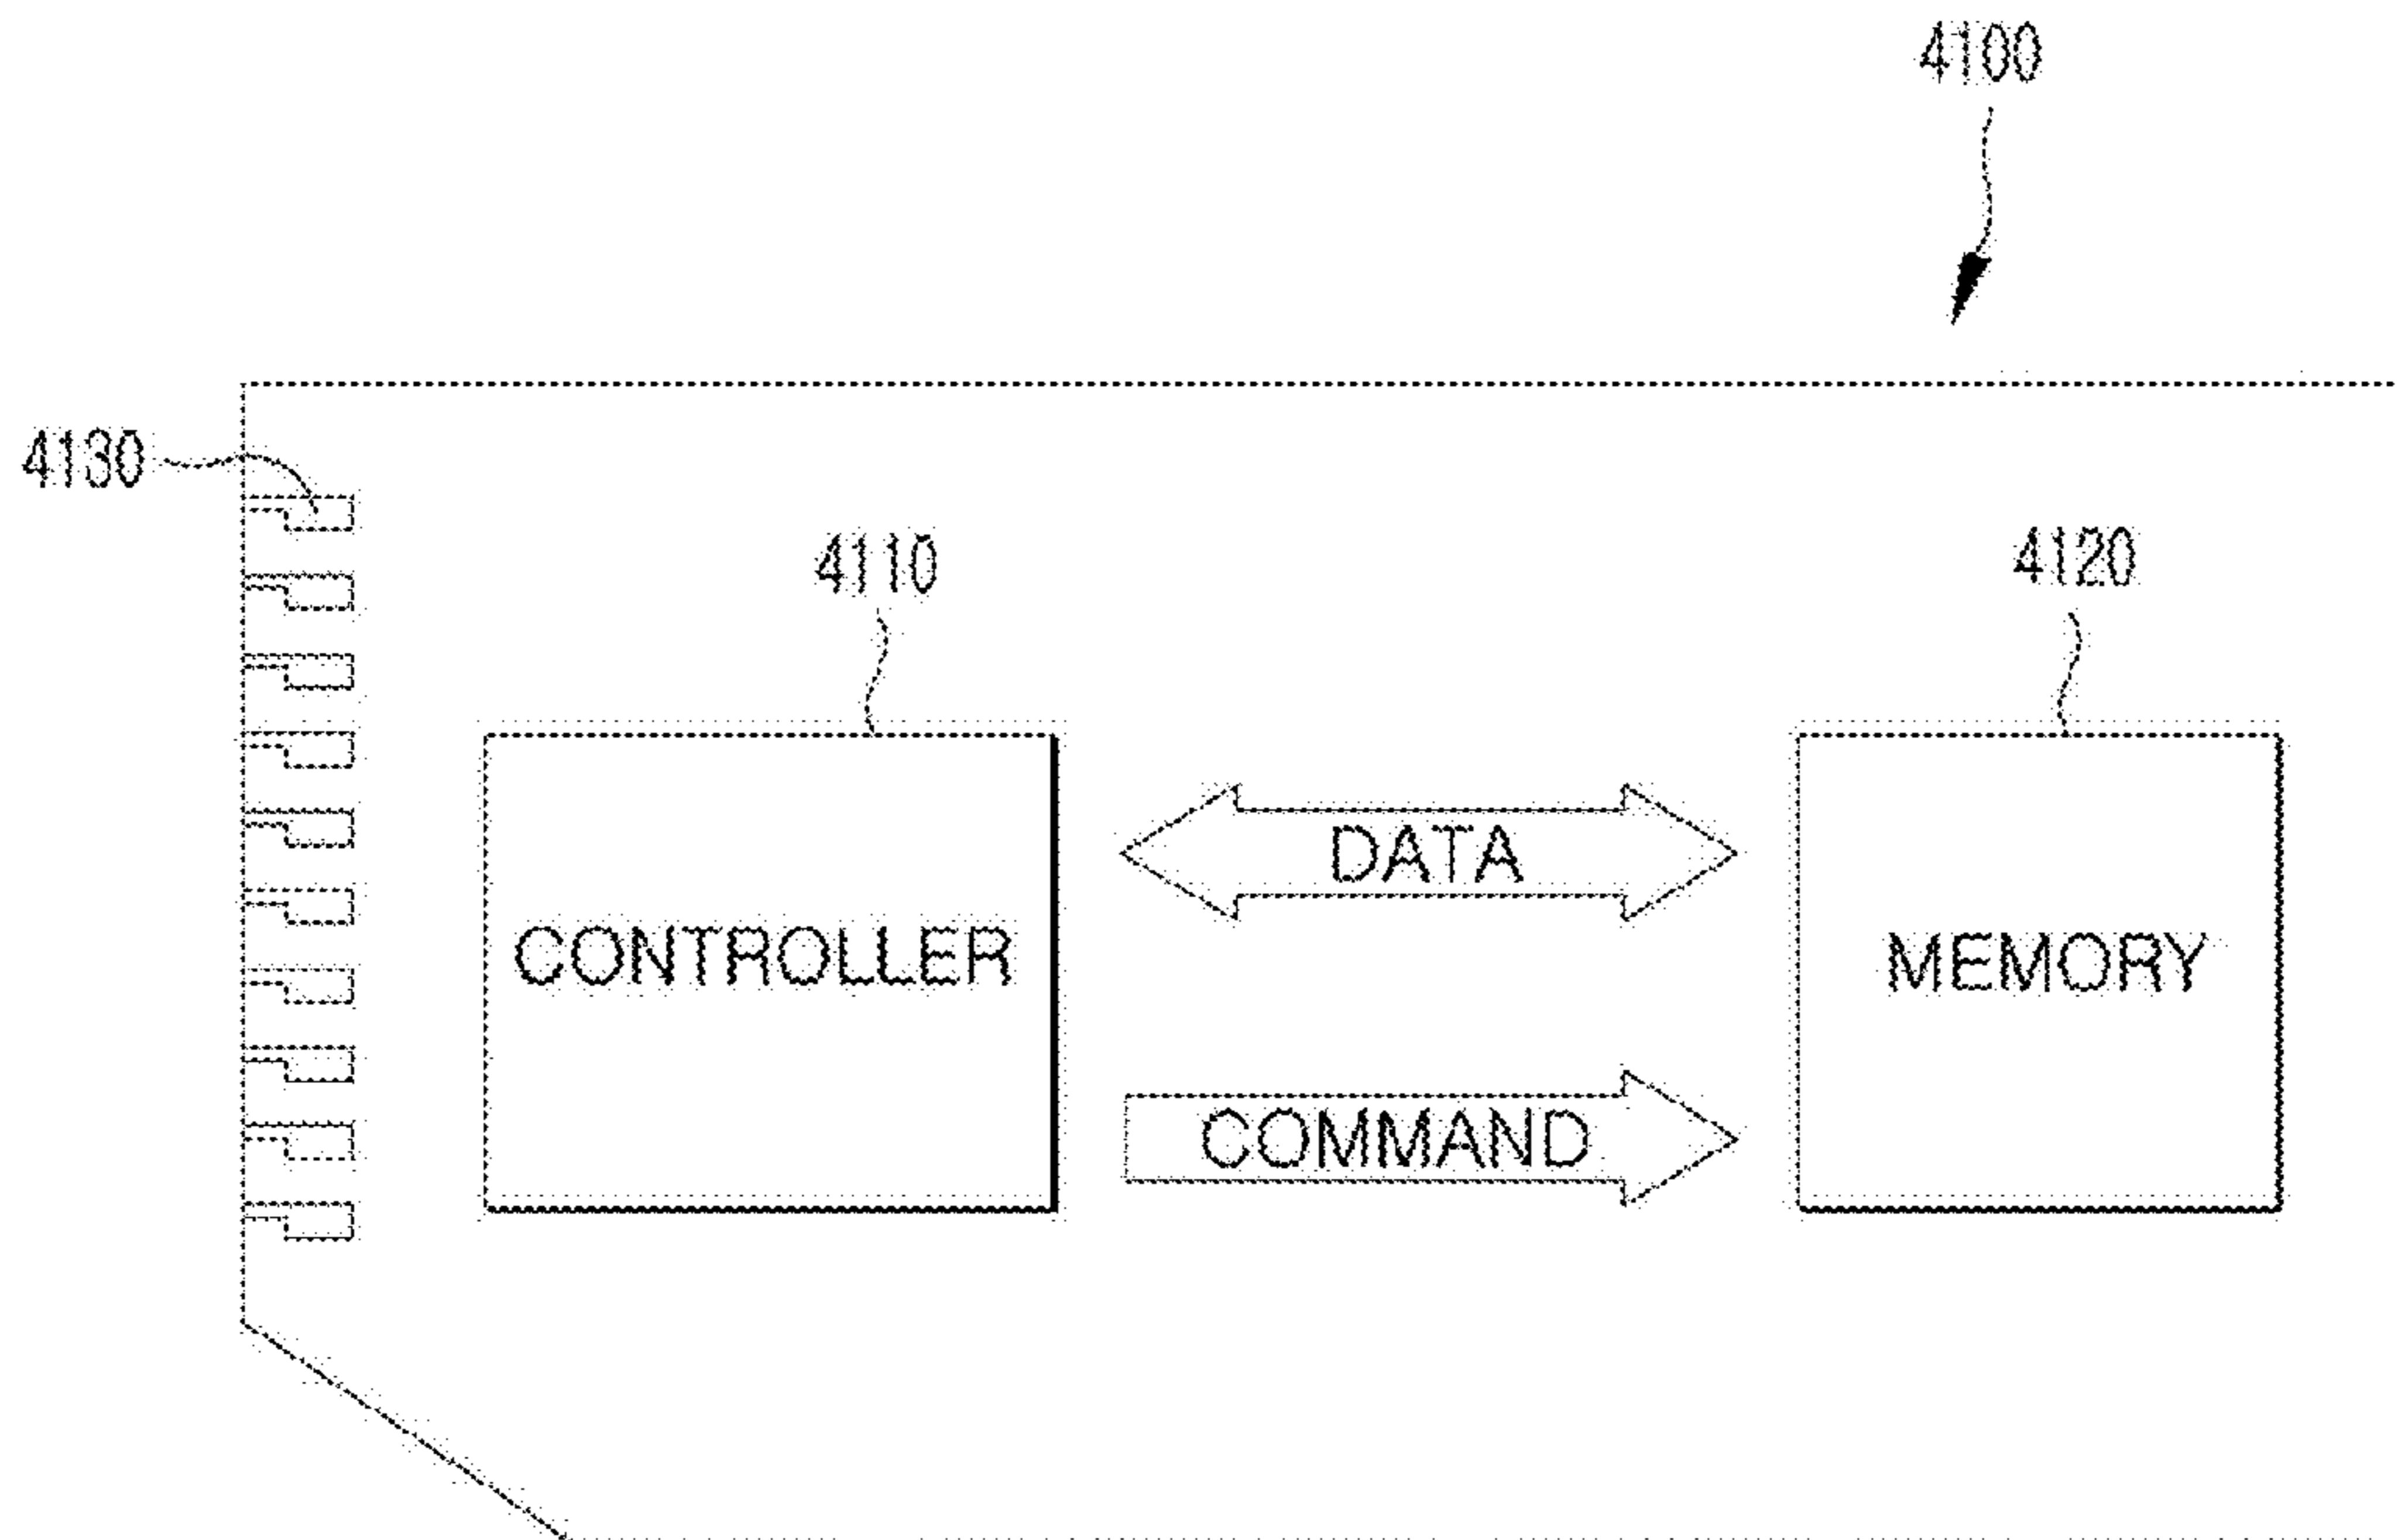 4100
4130
4110
4120
DATA
CONTROLLER
MEMORY
COMMAND